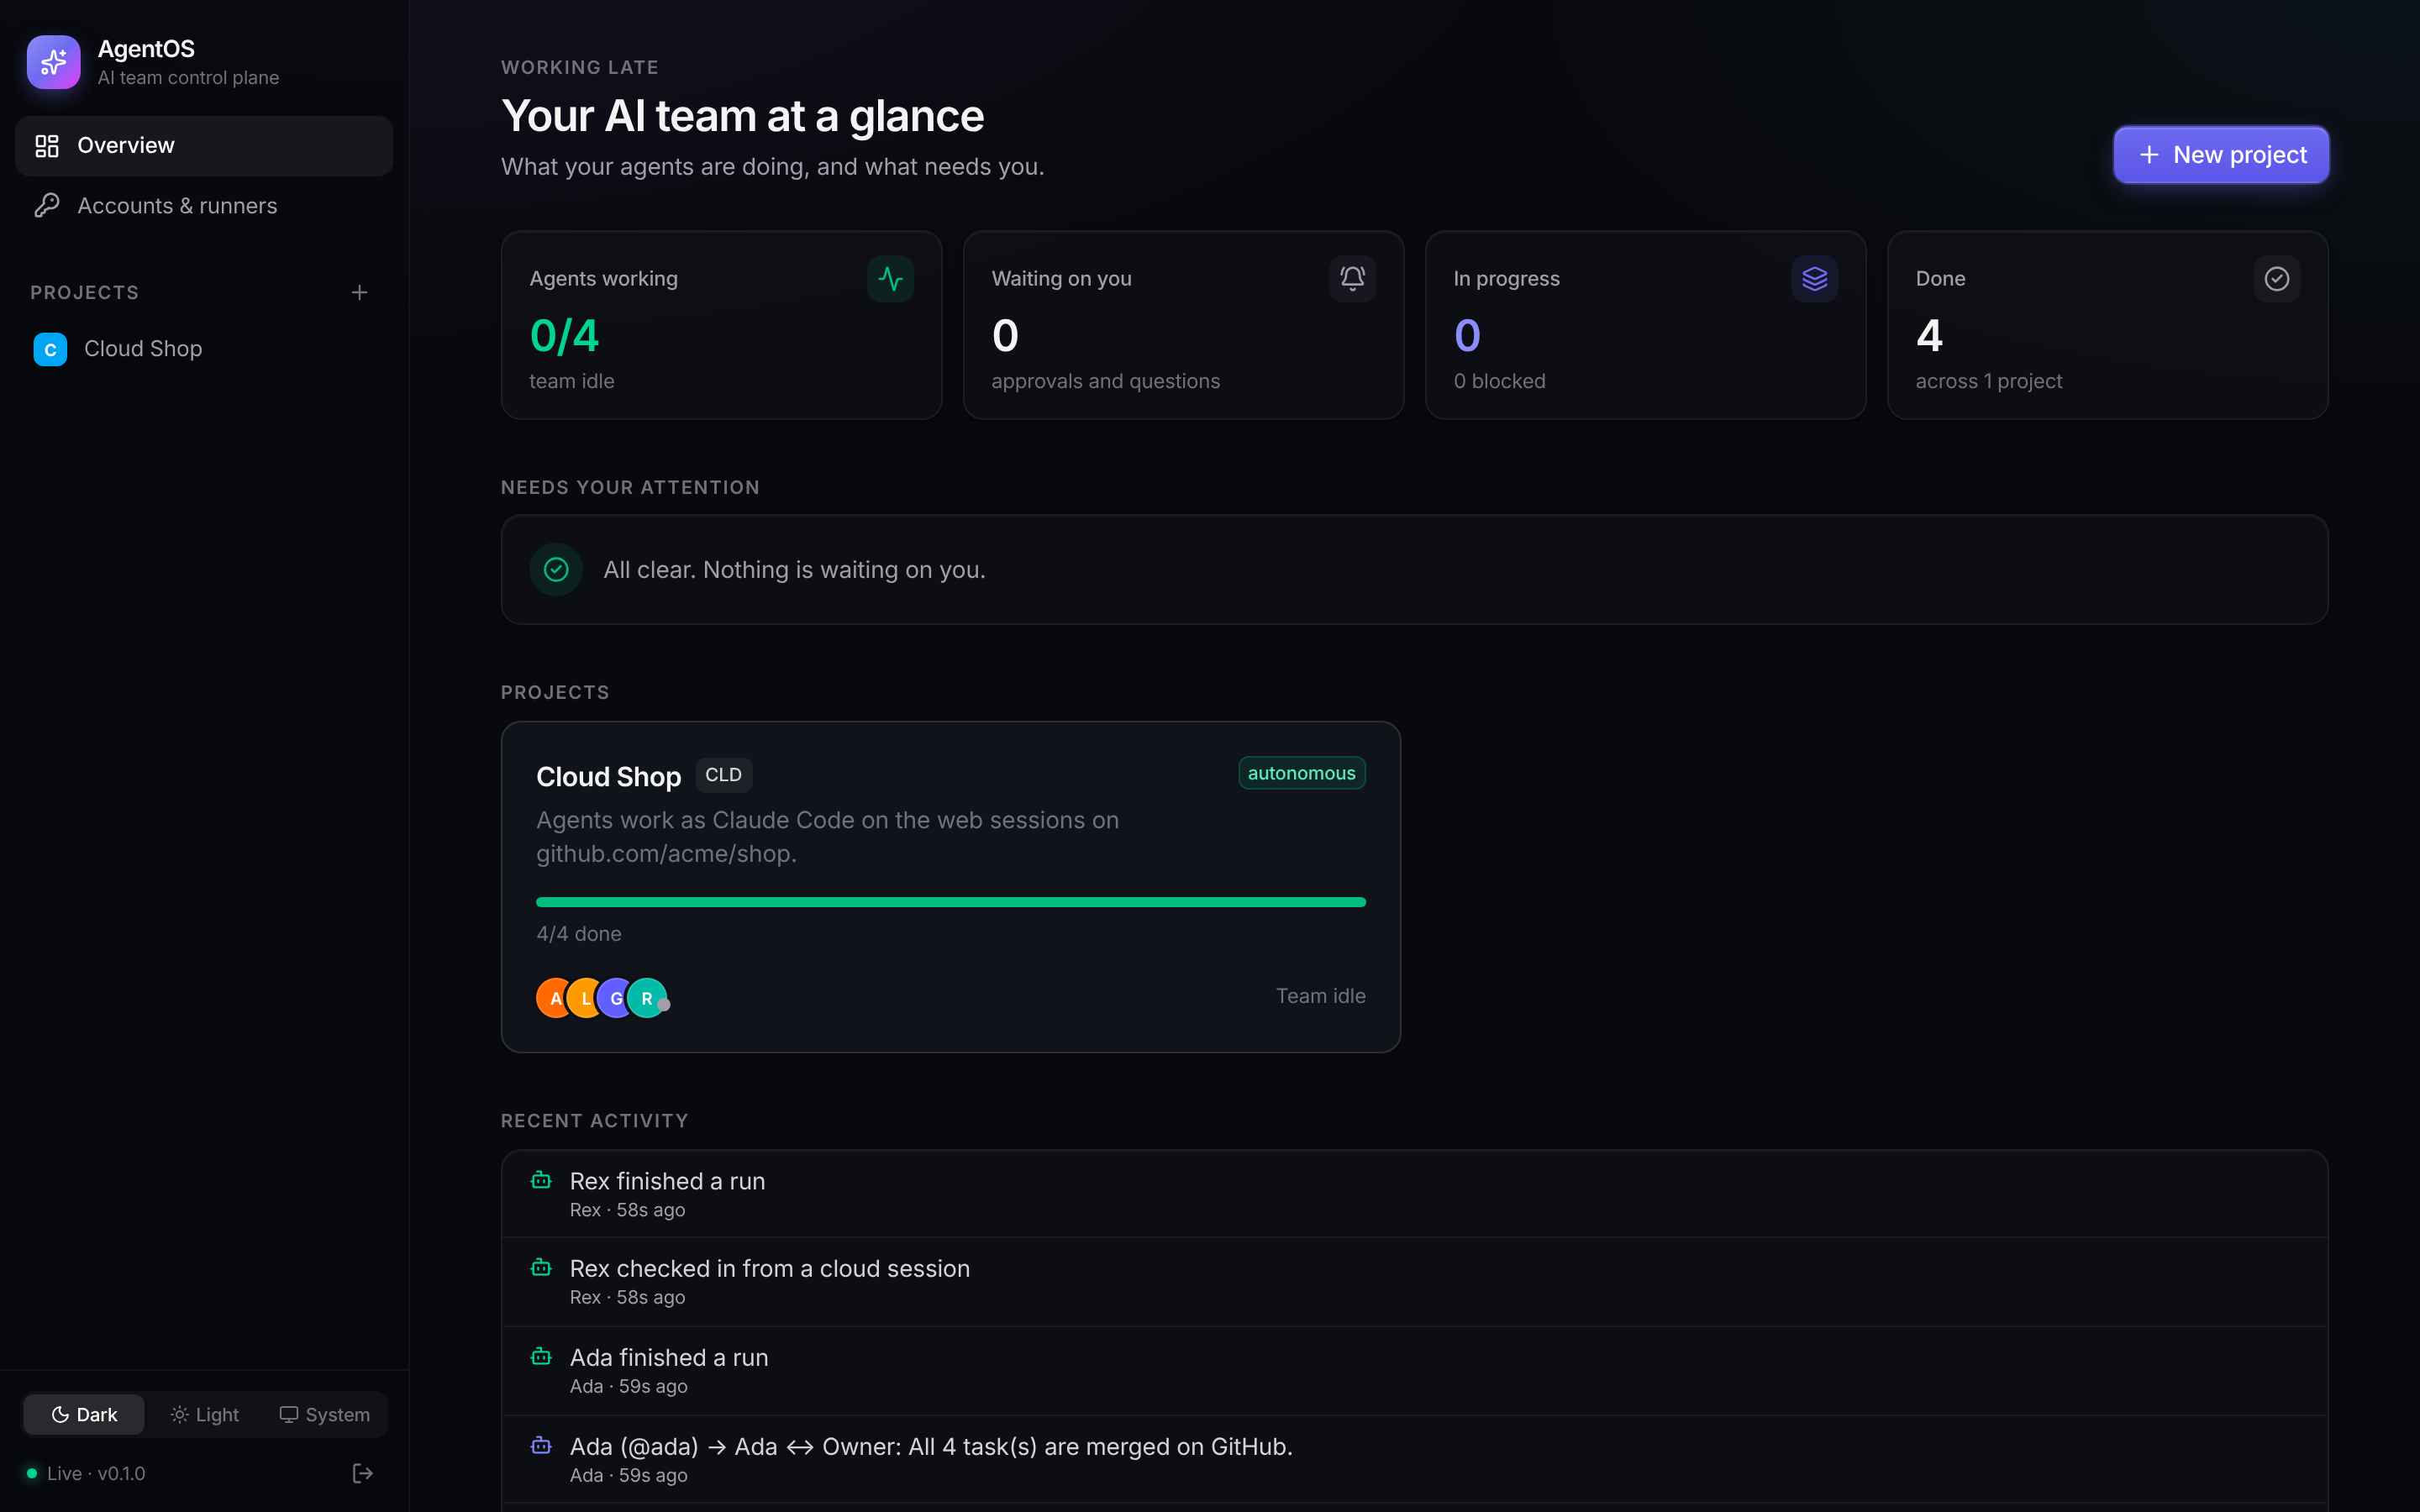 AgentOS
AI team control plane
Overview
Accounts & runners
PROJECTS
C Cloud Shop
Dark Light System
Live · v0.1.0
WORKING LATE
Your AI team at a glance
What your agents are doing, and what needs you.
New project
Agents working
0/4
team idle
Waiting on you
0
approvals and questions
In progress
0
0 blocked
Done
4
across 1 project
NEEDS YOUR ATTENTION
All clear. Nothing is waiting on you.
PROJECTS
Cloud Shop CLD autonomous
Agents work as Claude Code on the web sessions on
github.com/acme/shop.
4/4 done
A L G R Team idle
RECENT ACTIVITY
Rex finished a run
Rex · 58s ago
Rex checked in from a cloud session
Rex · 58s ago
Ada finished a run
Ada · 59s ago
Ada (@ada) → Ada ↔ Owner: All 4 task(s) are merged on GitHub.
Ada · 59s ago